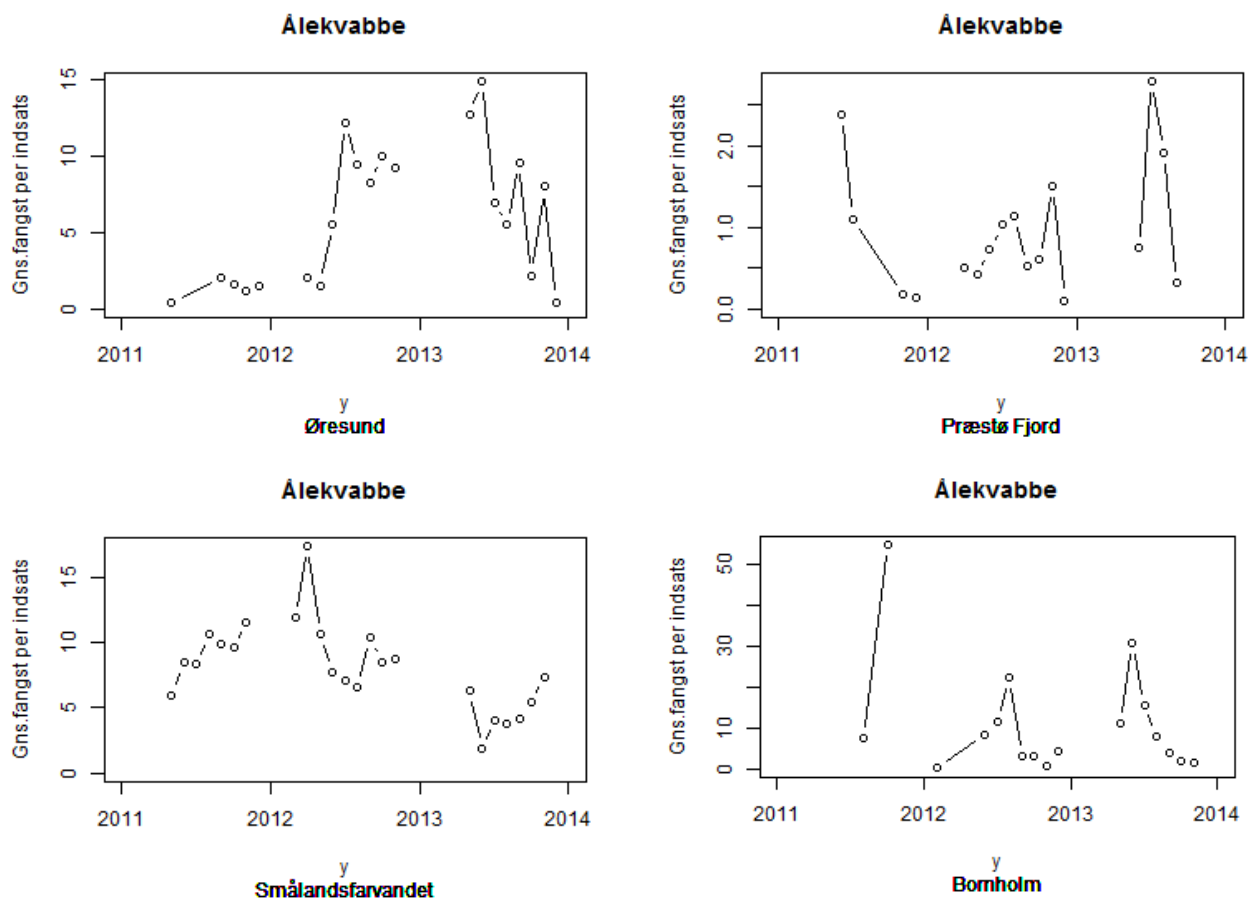 Ålekvabbe
Gns.fangst per indsats
15
10
5
0
2011 2012 2013 2014
y
Øresund
Ålekvabbe
Gns.fangst per indsats
2.0
1.0
0.0
2011 2012 2013 2014
y
Præstø Fjord
Ålekvabbe
Gns.fangst per indsats
15
10
5
0
2011 2012 2013 2014
y
Smålandsfarvandet
Ålekvabbe
Gns.fangst per indsats
50
30
10
0
2011 2012 2013 2014
y
Bornholm